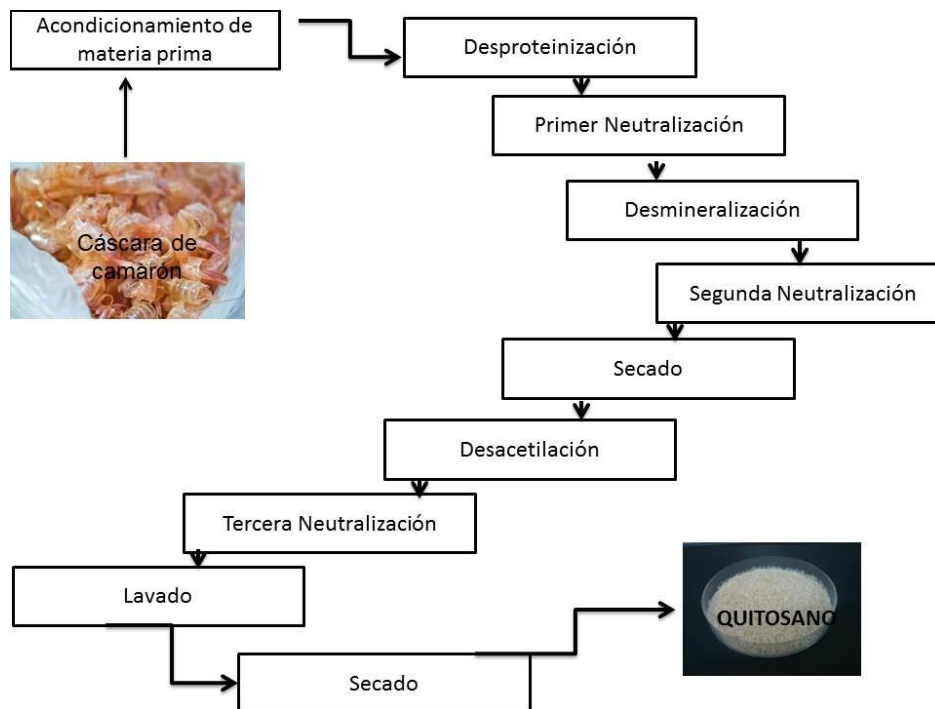 Acondicionamiento de
materia prima
Desproteinización
Primer Neutralización
Cáscara de
camarón
Desmineralización
Segunda Neutralización
Secado
Desacetilación
Tercera Neutralización
Lavado
QUITOSANO
Secado